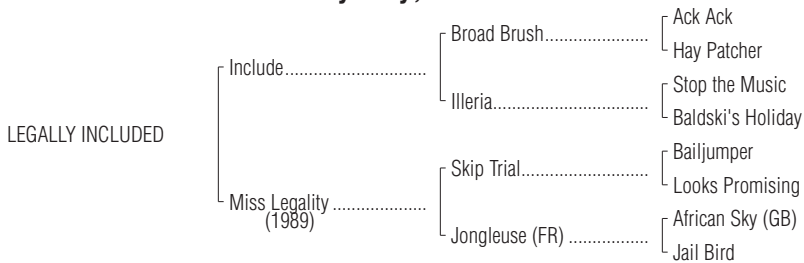 Ack Ack
Broad Brush
Hay Patcher
Include
Stop the Music
Illeria
Baldski's Holiday
LEGALLY INCLUDED
Bailjumper
Skip Trial
Looks Promising
Miss Legality
(1989)
African Sky (GB)
Jongleuse (FR)
Jail Bird